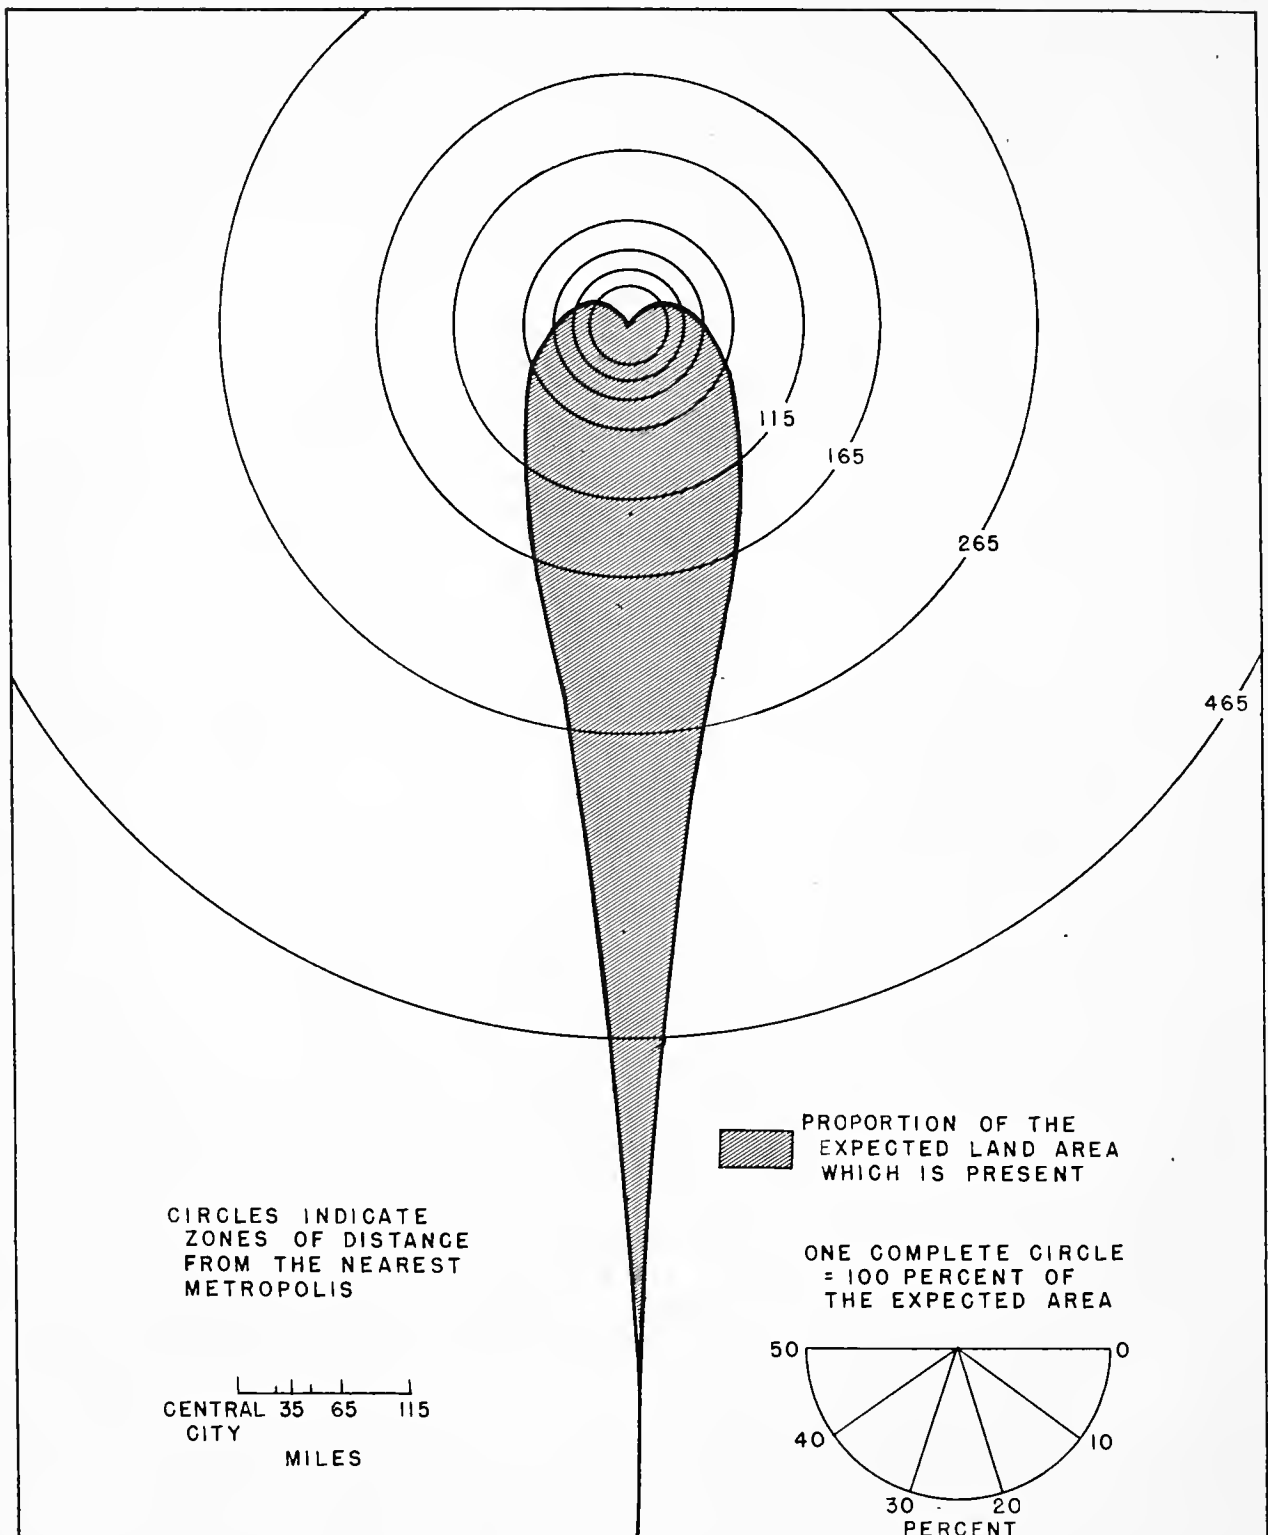 115
165
265
465
PROPORTION OF THE
EXPECTED LAND AREA
WHICH IS PRESENT
CIRCLES INDICATE
ZONES OF DISTANCE
FROM THE NEAREST
METROPOLIS
ONE COMPLETE CIRCLE
= 100 PERCENT OF
THE EXPECTED AREA
50 0
40 10
30 20
PERCENT
CENTRAL 35 65 115
CITY
MILES